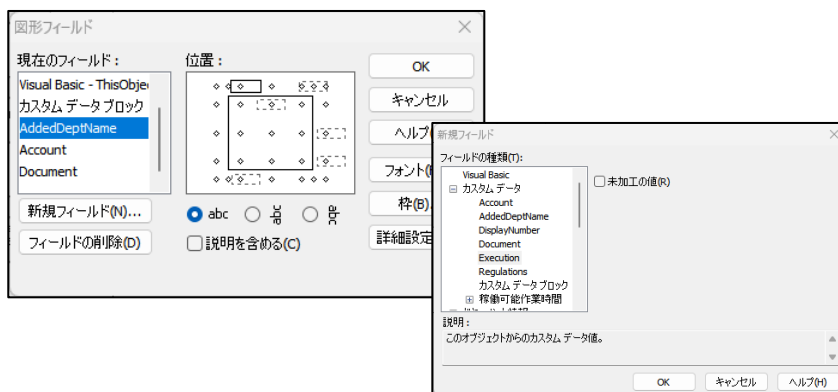 図形フィールド
現在のフィールド：
Visual Basic - ThisObje
カスタム データ ブロック
AddedDeptName
Account
Document
新規フィールド(N)...
フィールドの削除(D)
位置：
abc
abc
abc
説明を含める(C)
OK
キャンセル
ヘルプ(
フォント(
枠(B).
詳細設定
新規フィールド
フィールドの種類(T)：
Visual Basic
カスタム データ
Account
AddedDeptName
DisplayNumber
Document
Execution
Regulations
カスタム データ ブロック
稼働可能作業時間
未加工の値(R)
説明：
このオブジェクトからのカスタム データ値。
OK
キャンセル
ヘルプ(H)